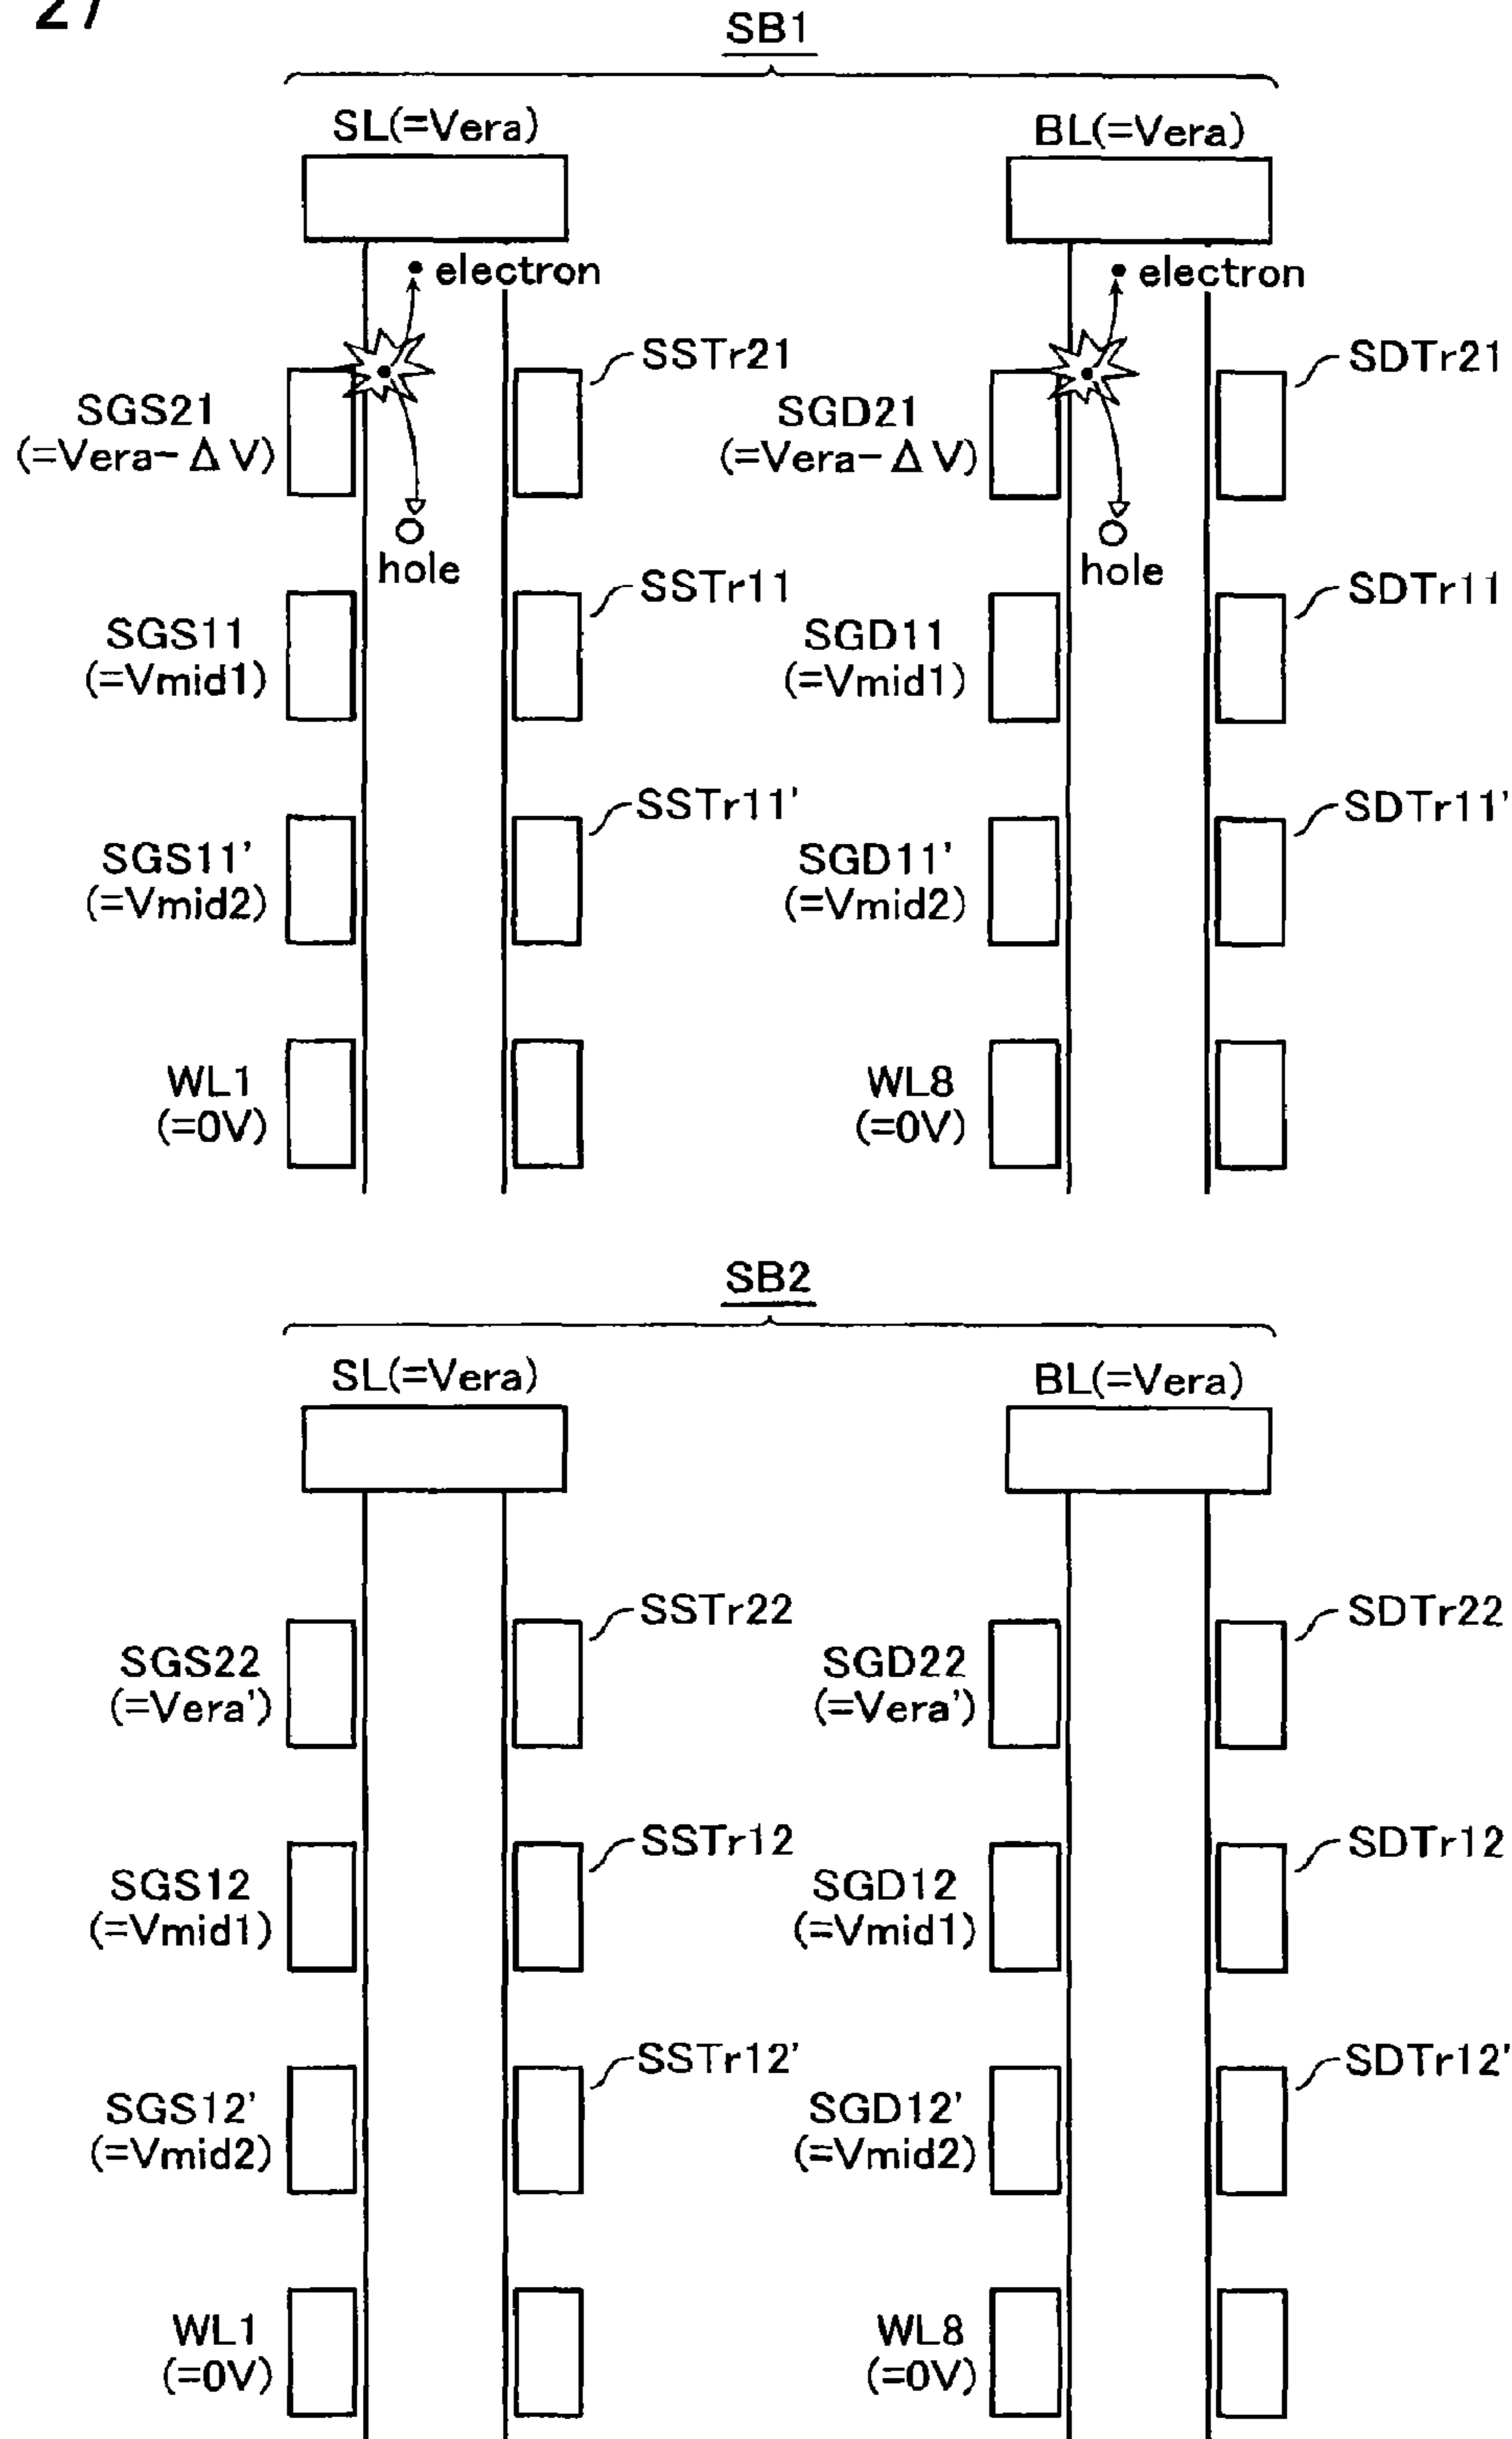 27
SB1
SL(=Vera)
BL(=Vera)
electron
electron
SSTr21
SDTr21
SGS21
(=Vera-ΔV)
SGD21
(=Vera-ΔV)
hole
hole
SSTr11
SDTr11
SGS11
(=Vmid1)
SGD11
(=Vmid1)
SSTr11'
SDTr11'
SGS11'
(=Vmid2)
SGD11'
(=Vmid2)
WL1
(=0V)
WL8
(=0V)
SB2
SL(=Vera)
BL(=Vera)
SSTr22
SDTr22
SGS22
(=Vera')
SGD22
(=Vera')
SSTr12
SDTr12
SGS12
(=Vmid1)
SGD12
(=Vmid1)
SSTr12'
SDTr12'
SGS12'
(=Vmid2)
SGD12'
(=Vmid2)
WL1
(=0V)
WL8
(=0V)